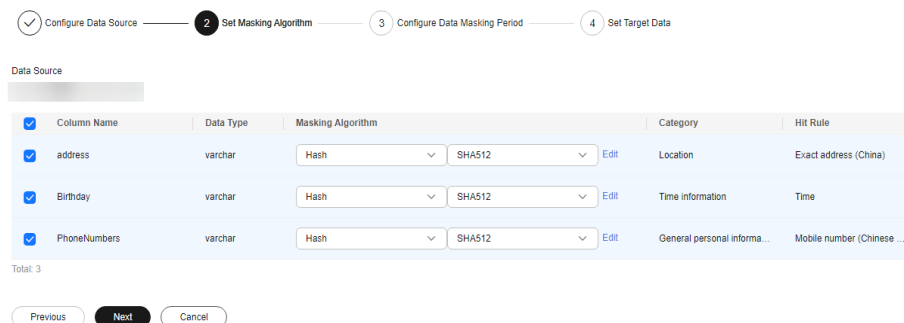 Configure Data Source 2 Set Masking Algorithm 3 Configure Data Masking Period 4 Set Target Data
Data Source
Column Name Data Type Masking Algorithm Category Hit Rule
address varchar Hash SHA512 Edit Location Exact address (China)
Birthday varchar Hash SHA512 Edit Time information Time
PhoneNumbers varchar Hash SHA512 Edit General personal informa... Mobile number (Chinese ...
Total: 3
Previous Next Cancel